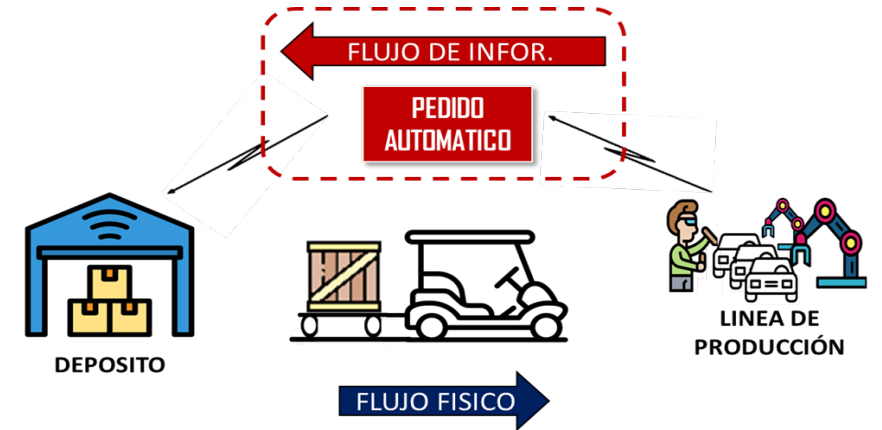 FLUJO DE INFOR.
PEDIDO
AUTOMATICO
DEPOSITO
LINEA DE
PRODUCCIÓN
FLUJO FISICO